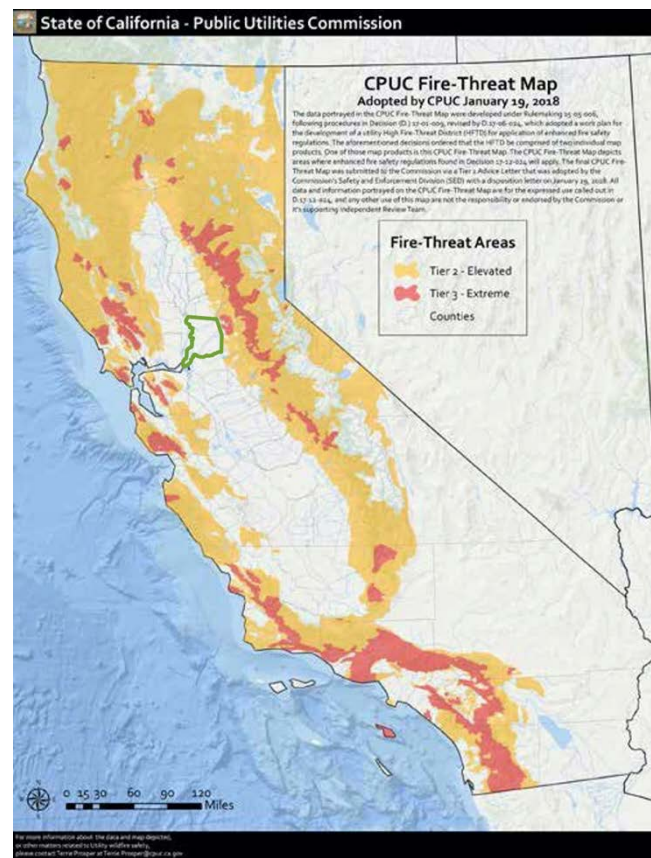 State of California - Public Utilities Commission
CPUC Fire-Threat Map
Adopted by CPUC January 19, 2018
The data portrayed in the CPUC Fire-Threat Map were developed under Rulemaking 15-05-006,
following procedures in Decision (D.) 17-01-009, revised by D.17-06-024, which adopted a work plan for
the development of a utility High Fire-Threat District (HFTD) for application of enhanced fire safety
regulations. The aforementioned decisions ordered that the HFTD be comprised of two individual map
products. One of those map products is this CPUC Fire-Threat Map. The CPUC Fire-Threat Map depicts
areas where enhanced fire safety regulations found in Decision 17-12-024 will apply. The final CPUC Fire-
Threat Map was submitted to the Commission via a Tier 1 Advice Letter that was adopted by the
Commission's Safety and Enforcement Division (SED) with a disposition letter on January 19, 2018. All
data and information portrayed on the CPUC Fire-Threat Map are for the expressed use called out in
D.17-12-024, and any other use of this map are not the responsibility or endorsed by the Commission or
it's supporting Independent Review Team.
Fire-Threat Areas
Tier 2 - Elevated
Tier 3 - Extreme
Counties
N
0 15 30 60 90 120
Miles
For more information about the data and map depicted,
or other matters related to Utility wildfire safety,
please contact Terrie Prosper at Terrie.Prosper@cpuc.ca.gov